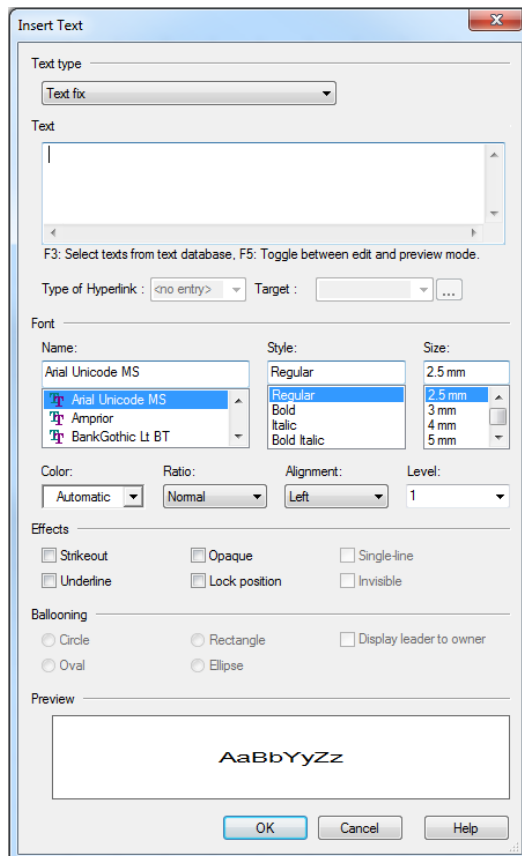 Insert Text
Text type
Text fix
Text
F3: Select texts from text database, F5: Toggle between edit and preview mode.
Type of Hyperlink : <no entry> Target : ...
Font
Name: Style: Size:
Arial Unicode MS Regular 2.5 mm
Arial Unicode MS Regular 2.5 mm
Amprior Bold 3 mm
BankGothic Lt BT Italic 4 mm
Bold Italic 5 mm
Color: Ratio: Alignment: Level:
Automatic Normal Left 1
Effects
Strikeout Opaque Single-line
Underline Lock position Invisible
Ballooning
Circle Rectangle Display leader to owner
Oval Ellipse
Preview
AaBbYyZz
OK Cancel Help